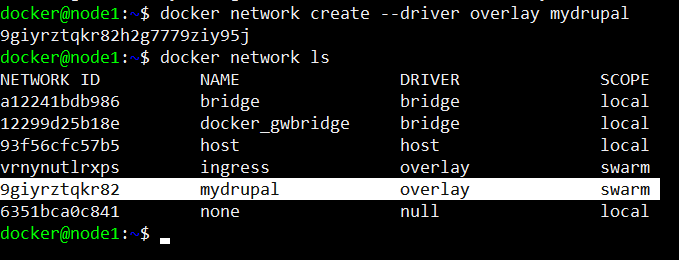 docker@node1:~$ docker network create --driver overlay mydrupal
9giyrztqkr82h2g7779ziy95j
docker@node1:~$ docker network ls
NETWORK ID          NAME                DRIVER              SCOPE
a12241bdb986        bridge              bridge              local
12299d25b18e        docker_gwbridge     bridge              local
93f56cfc57b5        host                host                local
vrnynutlrxps        ingress             overlay             swarm
9giyrztqkr82        mydrupal            overlay             swarm
6351bca0c841        none                null                local
docker@node1:~$